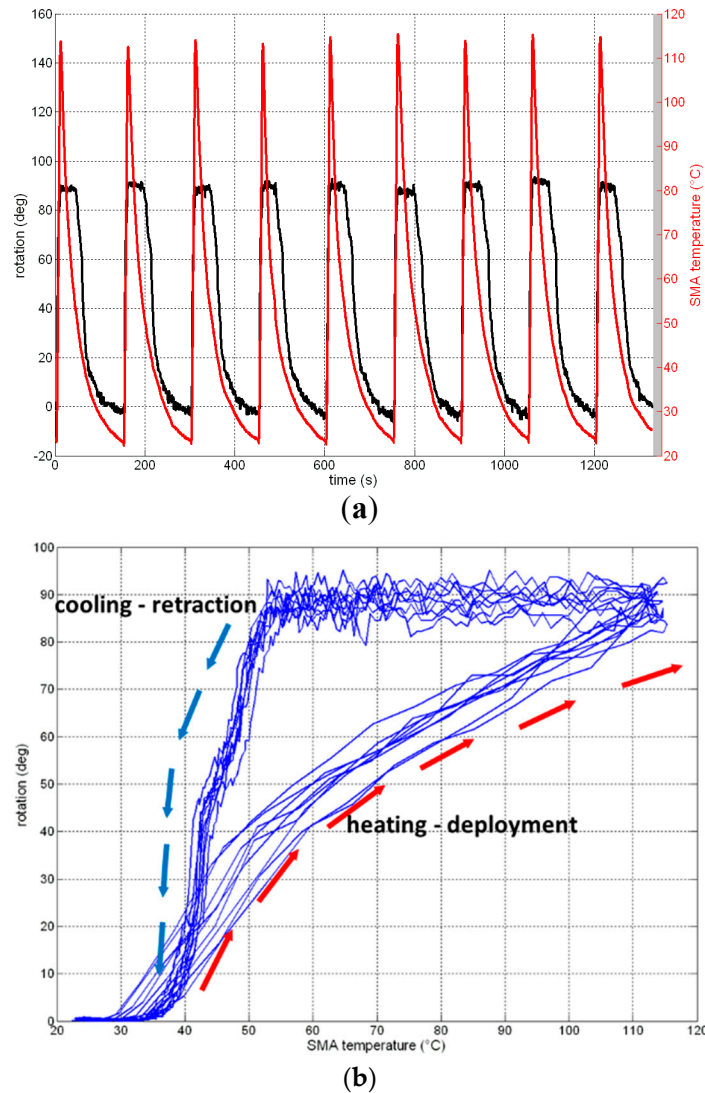 160
140
120
100
80
60
40
20
0
-20
rotation (deg)
120
110
100
90
80
70
60
50
40
30
20
SMA temperature (°C)
0 200 400 600 800 1000 1200
time (s)
(a)
100
90
80
70
60
50
40
30
20
10
0
rotation (deg)
cooling - retraction
heating - deployment
20 30 40 50 60 70 80 90 100 110 120
SMA temperature (°C)
(b)